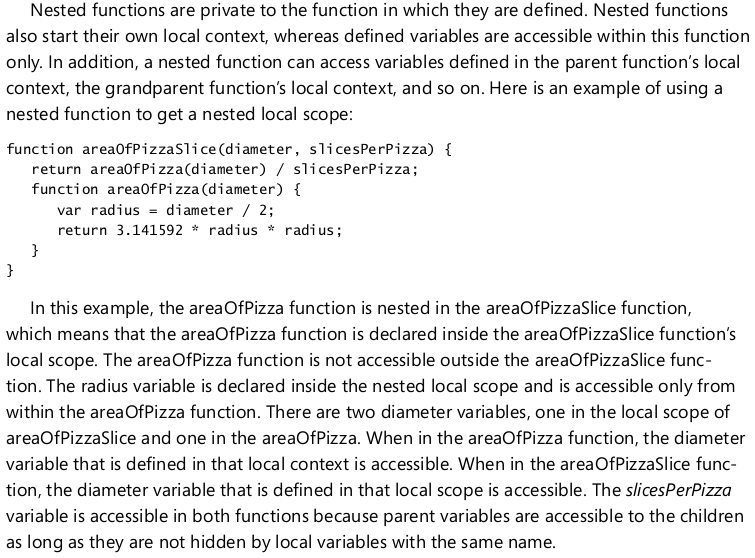 Nested functions are private to the function in which they are defined. Nested functions
also start their own local context, whereas defined variables are accessible within this function
only. In addition, a nested function can access variables defined in the parent function's local
context, the grandparent function's local context, and so on. Here is an example of using a
nested function to get a nested local scope:
function areaOfPizzaSlice(diameter, slicesPerPizza) {
   return areaOfPizza(diameter) / slicesPerPizza;
   function areaOfPizza(diameter) {
      var radius = diameter / 2;
      return 3.141592 * radius * radius;
   }
}
In this example, the areaOfPizza function is nested in the areaOfPizzaSlice function,
which means that the areaOfPizza function is declared inside the areaOfPizzaSlice function's
local scope. The areaOfPizza function is not accessible outside the areaOfPizzaSlice func-
tion. The radius variable is declared inside the nested local scope and is accessible only from
within the areaOfPizza function. There are two diameter variables, one in the local scope of
areaOfPizzaSlice and one in the areaOfPizza. When in the areaOfPizza function, the diameter
variable that is defined in that local context is accessible. When in the areaOfPizzaSlice func-
tion, the diameter variable that is defined in that local scope is accessible. The slicesPerPizza
variable is accessible in both functions because parent variables are accessible to the children
as long as they are not hidden by local variables with the same name.